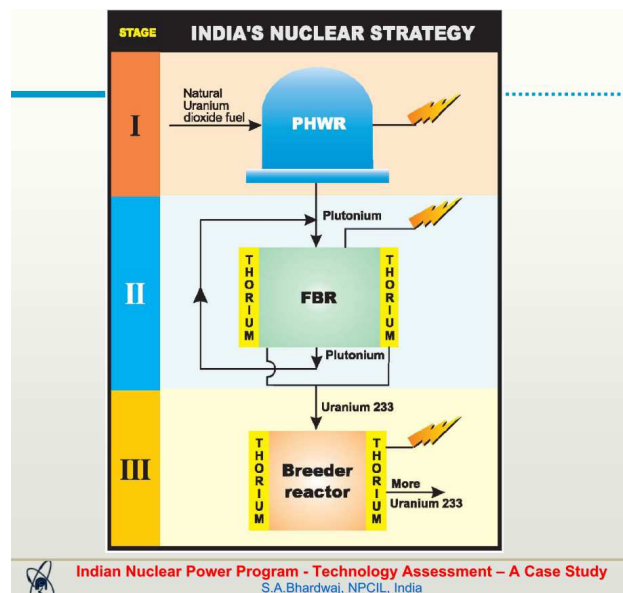 STAGE INDIA'S NUCLEAR STRATEGY
I
Natural
Uranium
dioxide fuel
PHWR
Plutonium
II
THORIUM
FBR
THORIUM
Plutonium
Uranium 233
III
THORIUM
Breeder
reactor
THORIUM
More
Uranium 233
Indian Nuclear Power Program - Technology Assessment – A Case Study
S.A.Bhardwaj, NPCIL, India